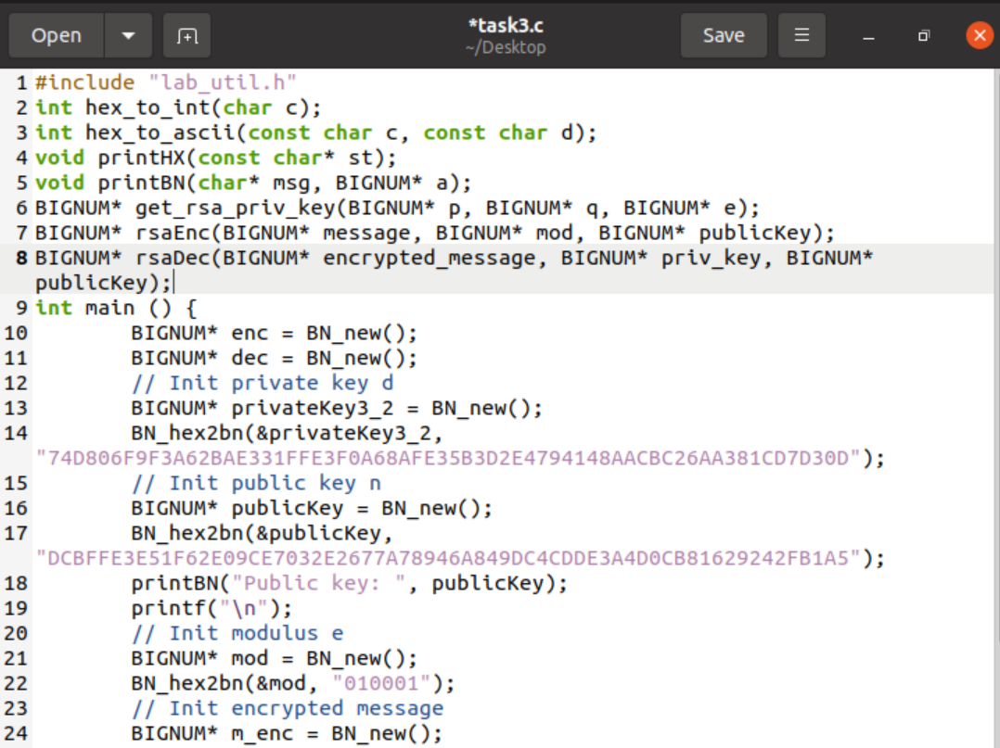 Open
*task3.c
~/Desktop
Save
1 #include "lab_util.h"
2 int hex_to_int(char c);
3 int hex_to_ascii(const char c, const char d);
4 void printHX(const char* st);
5 void printBN(char* msg, BIGNUM* a);
6 BIGNUM* get_rsa_priv_key(BIGNUM* p, BIGNUM* q, BIGNUM* e);
7 BIGNUM* rsaEnc(BIGNUM* message, BIGNUM* mod, BIGNUM* publicKey);
8 BIGNUM* rsaDec(BIGNUM* encrypted_message, BIGNUM* priv_key, BIGNUM*
publicKey);
9 int main () {
10 BIGNUM* enc = BN_new();
11 BIGNUM* dec = BN_new();
12 // Init private key d
13 BIGNUM* privateKey3_2 = BN_new();
14 BN_hex2bn(&privateKey3_2,
"74D806F9F3A62BAE331FFE3F0A68AFE35B3D2E4794148AACBC26AA381CD7D30D");
15 // Init public key n
16 BIGNUM* publicKey = BN_new();
17 BN_hex2bn(&publicKey,
"DCBFFE3E51F62E09CE7032E2677A78946A849DC4CDDE3A4D0CB81629242FB1A5");
18 printBN("Public key: ", publicKey);
19 printf("\n");
20 // Init modulus e
21 BIGNUM* mod = BN_new();
22 BN_hex2bn(&mod, "010001");
23 // Init encrypted message
24 BIGNUM* m_enc = BN_new();